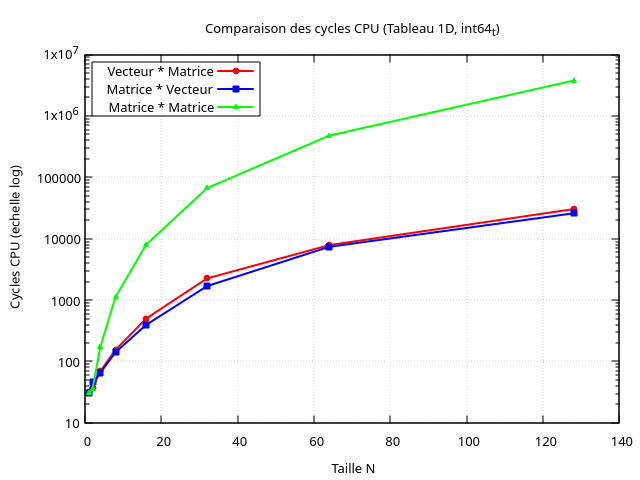 Comparaison des cycles CPU (Tableau 1D, int64t)
Vecteur * Matrice
Matrice * Vecteur
Matrice * Matrice
1x10^7
1x10^6
100000
10000
1000
100
10
Cycles CPU (echelle log)
0 20 40 60 80 100 120 140
Taille N